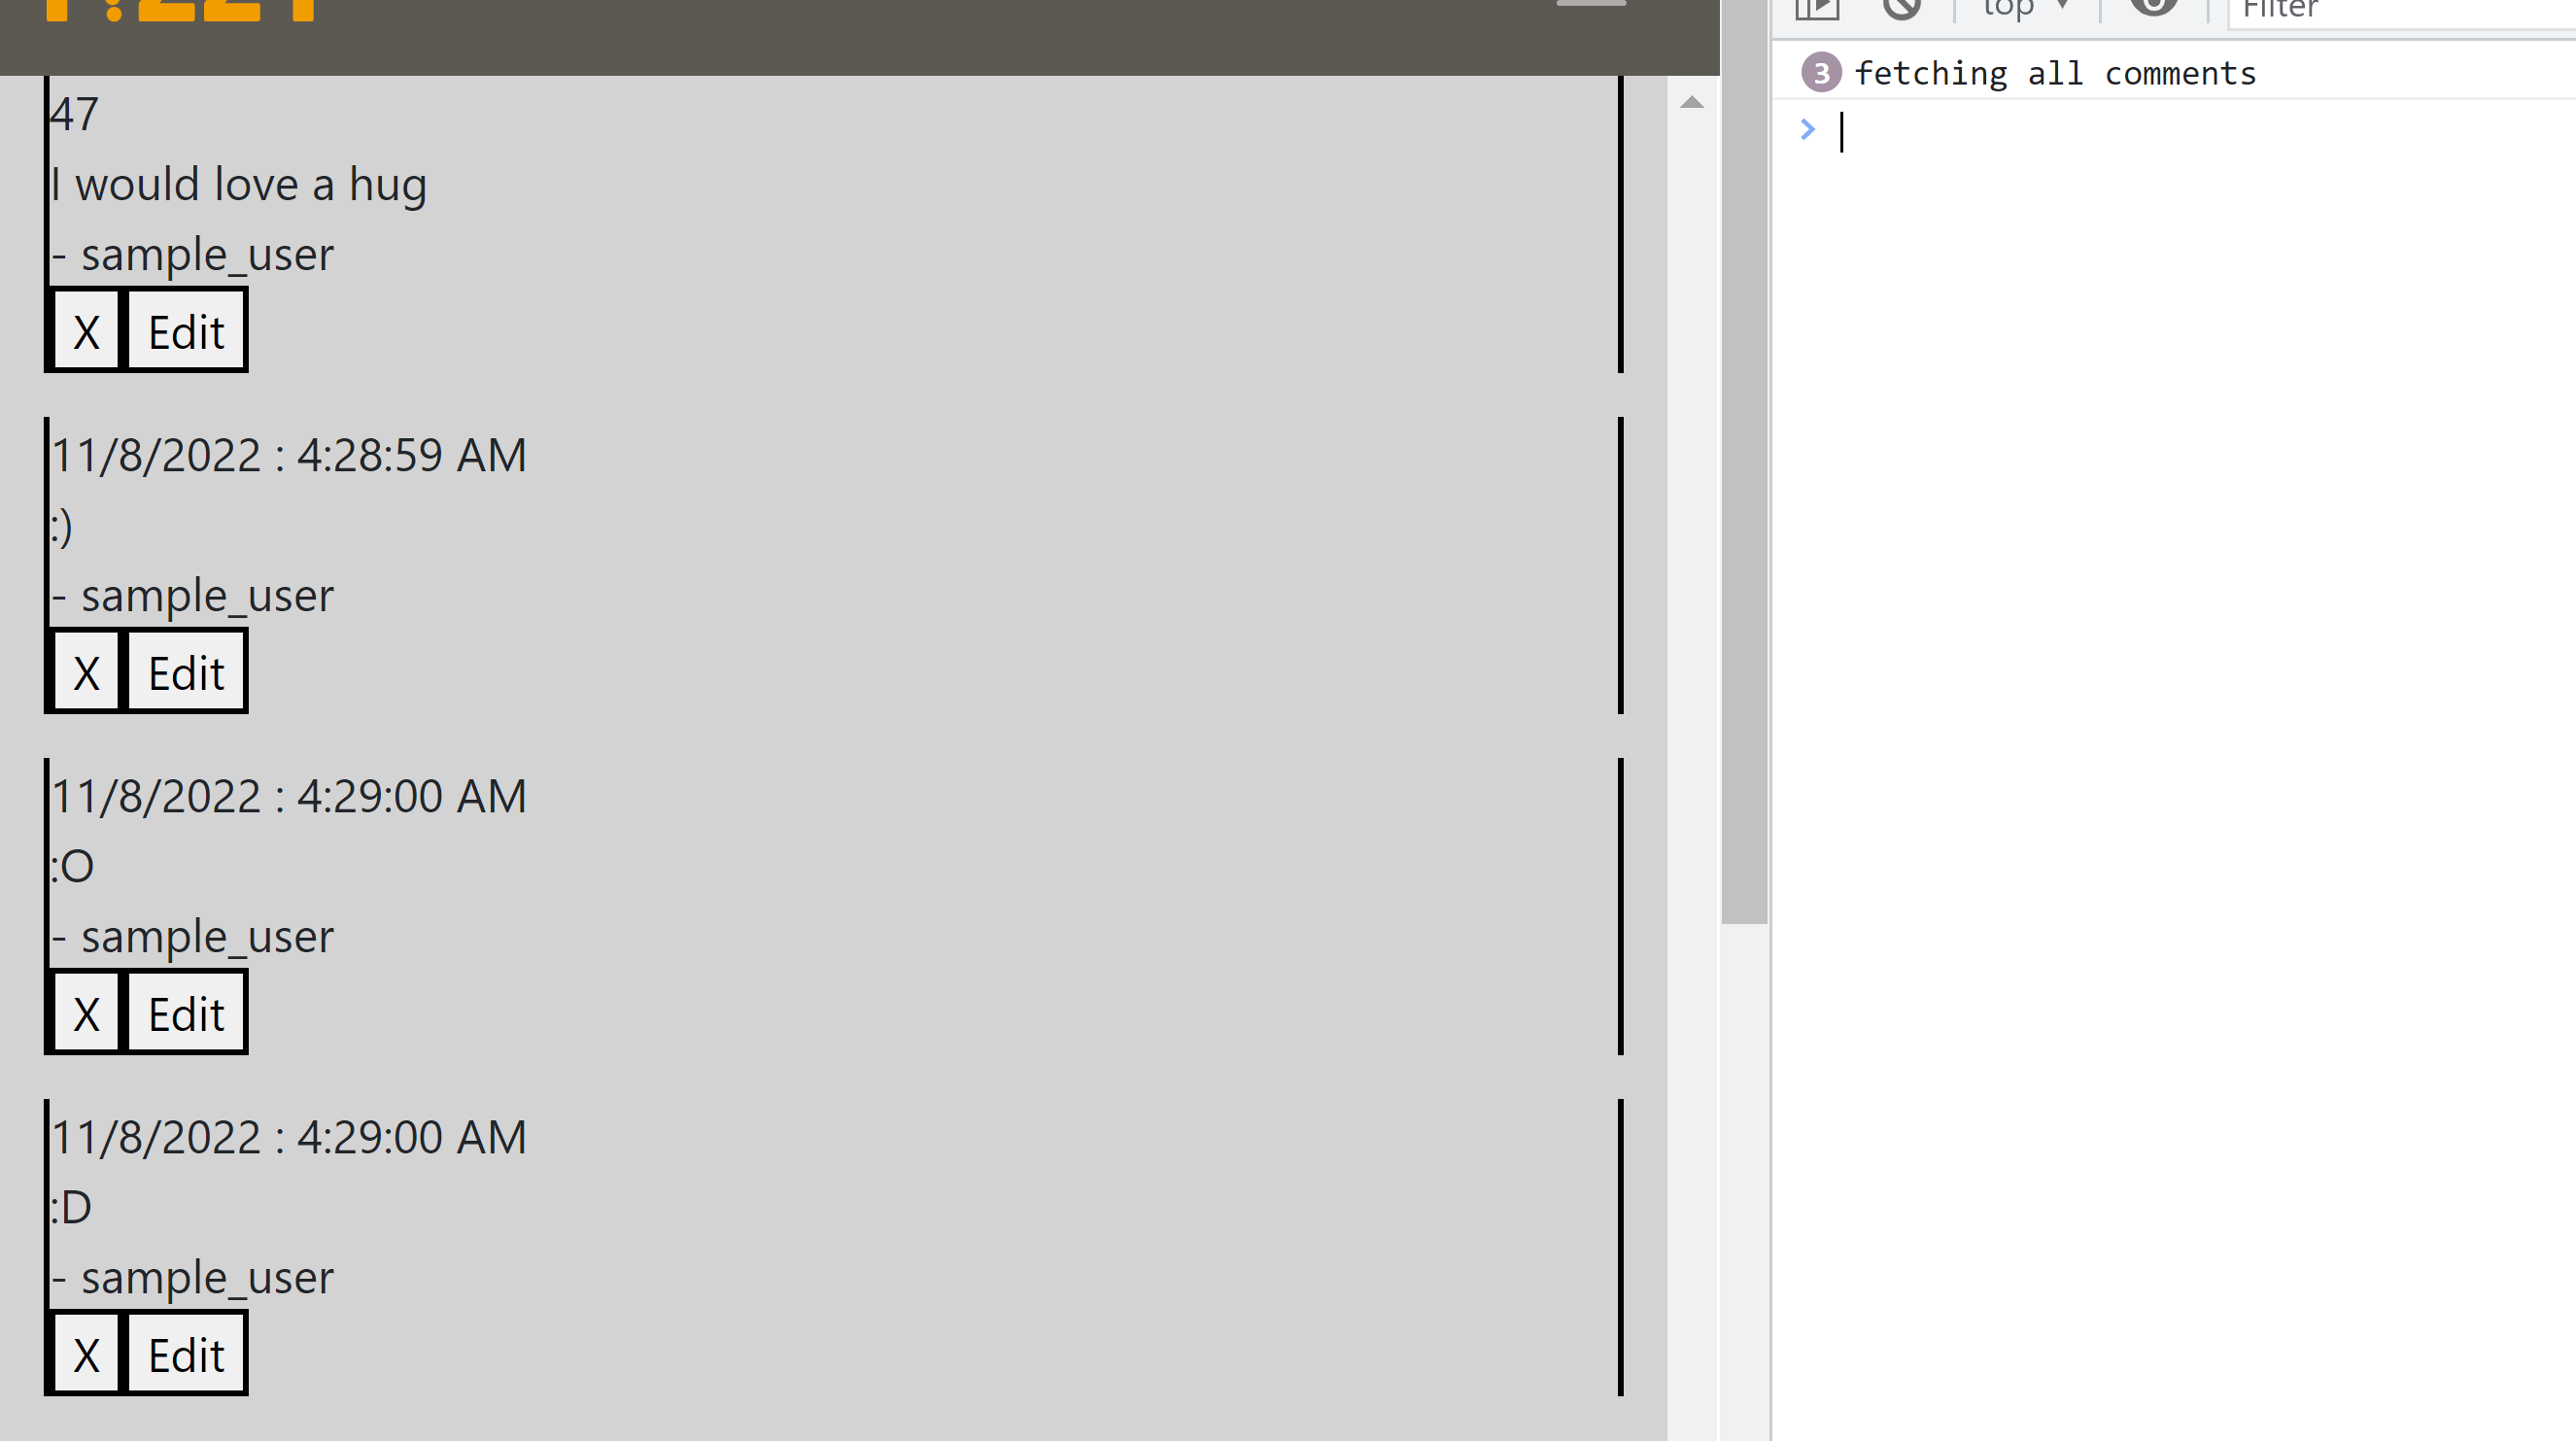 top
Filter
3 fetching all comments
47
I would love a hug
- sample_user
X Edit
11/8/2022 : 4:28:59 AM
:)
- sample_user
X Edit
11/8/2022 : 4:29:00 AM
:O
- sample_user
X Edit
11/8/2022 : 4:29:00 AM
:D
- sample_user
X Edit